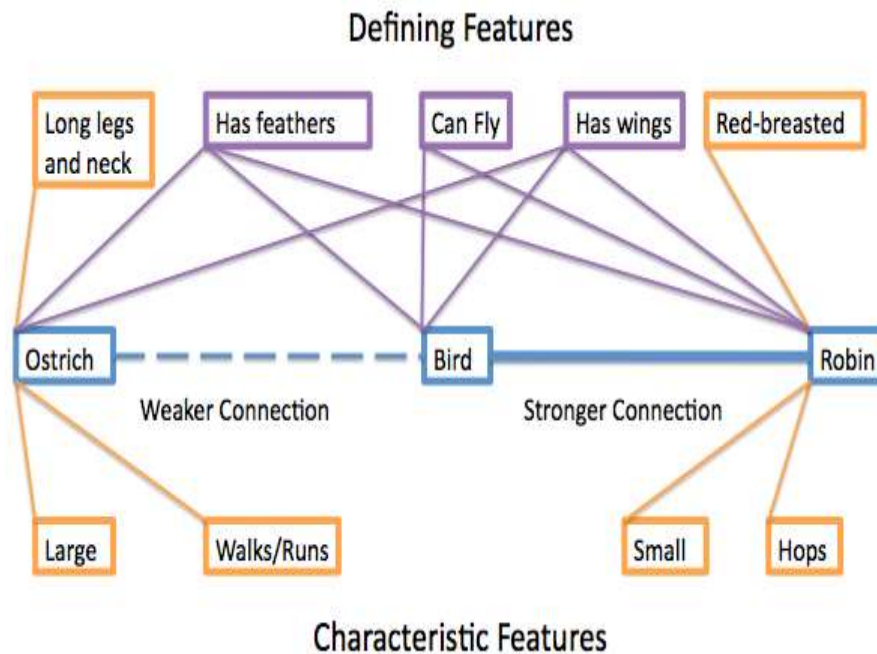 Defining Features
Long legs
and neck
Has feathers
Can Fly
Has wings
Red-breasted
Ostrich
Bird
Robin
Weaker Connection
Stronger Connection
Large
Walks/Runs
Small
Hops
Characteristic Features